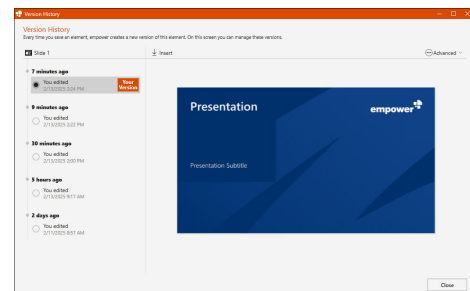 Version History
Version History
Every time you save an element, empower creates a new version of this element. On this screen you can manage these versions.
Slide 1
Insert
Advanced
7 minutes ago
You edited
2/13/2025 2:24 PM
Your
Version
9 minutes ago
You edited
2/13/2025 2:22 PM
30 minutes ago
You edited
2/13/2025 2:00 PM
5 hours ago
You edited
2/13/2025 9:17 AM
2 days ago
You edited
2/11/2025 8:57 AM
Presentation
empower
Presentation Subtitle
Close